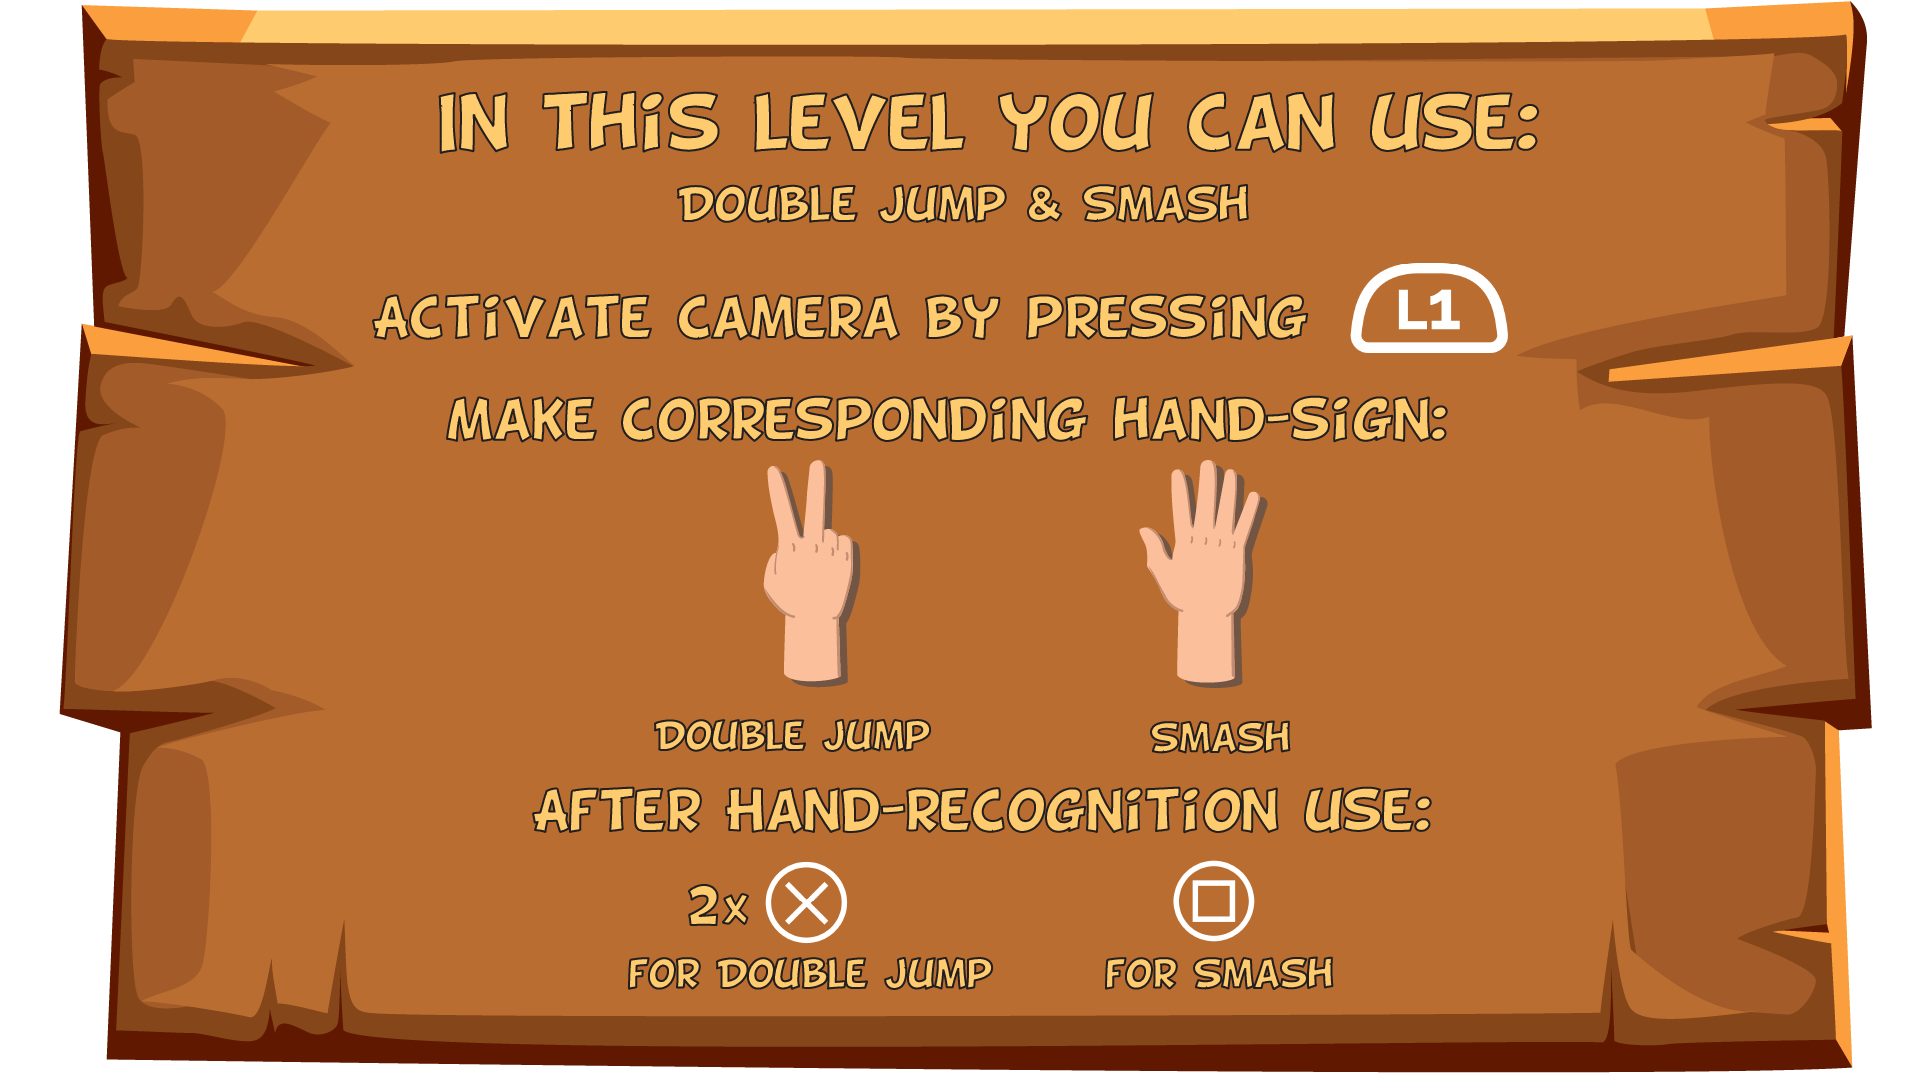 IN THIS LEVEL YOU CAN USE:
DOUBLE JUMP & SMASH
ACTIVATE CAMERA BY PRESSING L1
MAKE CORRESPONDING HAND-SIGN:
DOUBLE JUMP SMASH
AFTER HAND-RECOGNITION USE:
2x
FOR DOUBLE JUMP FOR SMASH